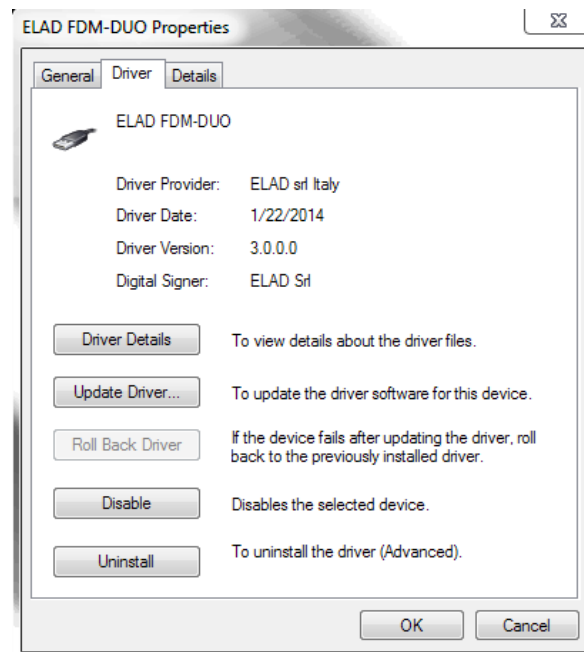 ELAD FDM-DUO Properties
General Driver Details
ELAD FDM-DUO
Driver Provider: ELAD srl Italy
Driver Date: 1/22/2014
Driver Version: 3.0.0.0
Digital Signer: ELAD Srl
Driver Details To view details about the driver files.
Update Driver... To update the driver software for this device.
Roll Back Driver If the device fails after updating the driver, roll
back to the previously installed driver.
Disable Disables the selected device.
Uninstall To uninstall the driver (Advanced).
OK Cancel